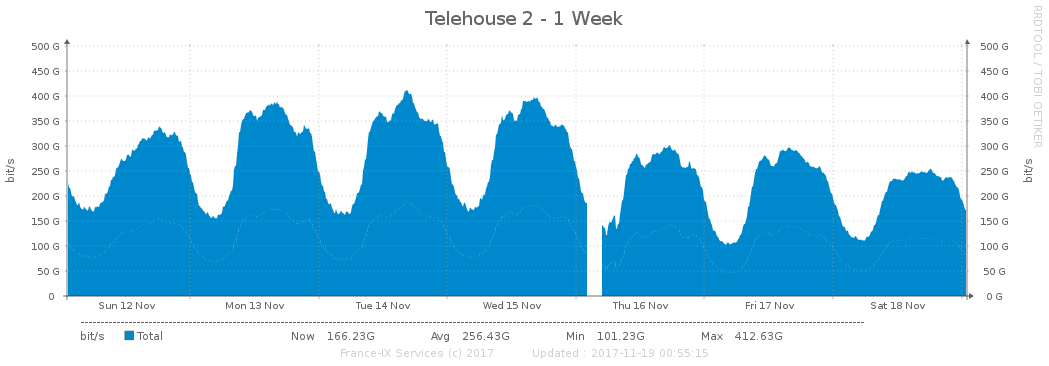 Telehouse 2 - 1 Week
RRDTOOL / TOBI OETIKER
500 G 500 G
450 G 450 G
400 G 400 G
350 G 350 G
300 G 300 G
250 G 250 G
200 G 200 G
150 G 150 G
100 G 100 G
50 G 50 G
0 0 G
bit/s bit/s
Sun 12 Nov Mon 13 Nov Tue 14 Nov Wed 15 Nov Thu 16 Nov Fri 17 Nov Sat 18 Nov
bit/s Total Now 166.23G Avg 256.43G Min 101.23G Max 412.63G
France-IX Services (c) 2017 Updated : 2017-11-19 00:55:15